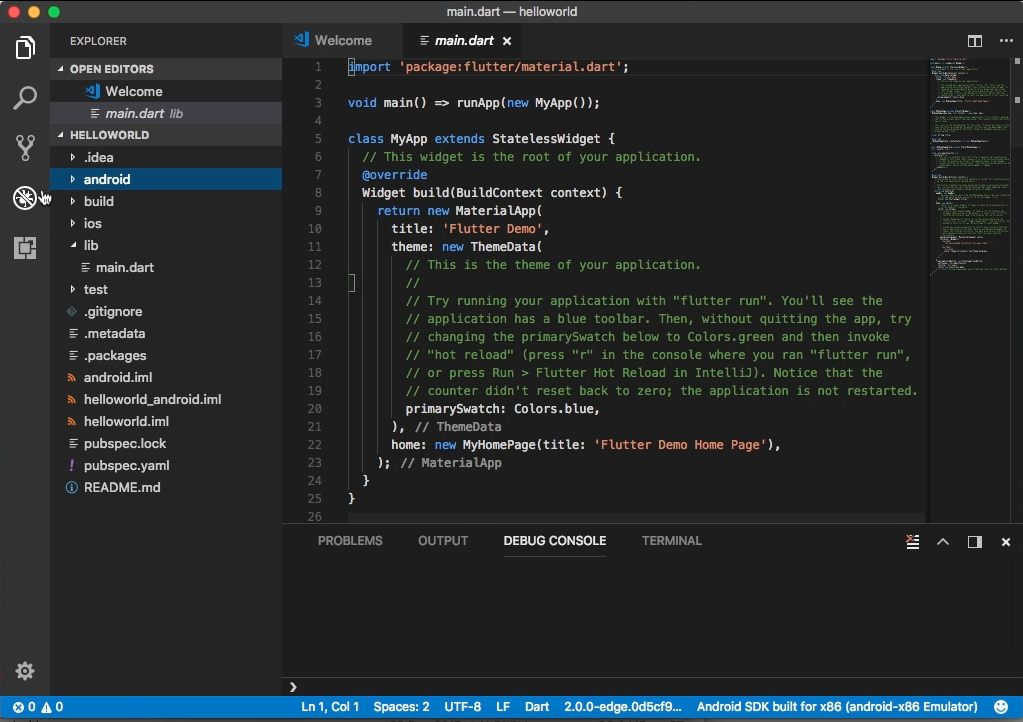 main.dart — helloworld
EXPLORER
OPEN EDITORS
Welcome
main.dart lib
HELLOWORLD
.idea
android
build
ios
lib
main.dart
test
.gitignore
.metadata
.packages
android.iml
helloworld_android.iml
helloworld.iml
pubspec.lock
pubspec.yaml
README.md
Welcome
main.dart
1 import 'package:flutter/material.dart';
2
3 void main() => runApp(new MyApp());
4
5 class MyApp extends StatelessWidget {
6 // This widget is the root of your application.
7 @override
8 Widget build(BuildContext context) {
9 return new MaterialApp(
10 title: 'Flutter Demo',
11 theme: new ThemeData(
12 // This is the theme of your application.
13 //
14 // Try running your application with "flutter run". You'll see the
15 // application has a blue toolbar. Then, without quitting the app, try
16 // changing the primarySwatch below to Colors.green and then invoke
17 // "hot reload" (press "r" in the console where you ran "flutter run",
18 // or press Run > Flutter Hot Reload in IntelliJ). Notice that the
19 // counter didn't reset back to zero; the application is not restarted.
20 primarySwatch: Colors.blue,
21 ), // ThemeData
22 home: new MyHomePage(title: 'Flutter Demo Home Page'),
23 ); // MaterialApp
24 }
25 }
26
PROBLEMS OUTPUT DEBUG CONSOLE TERMINAL
0 0 Ln 1, Col 1 Spaces: 2 UTF-8 LF Dart 2.0.0-edge.0d5cf9... Android SDK built for x86 (android-x86 Emulator)